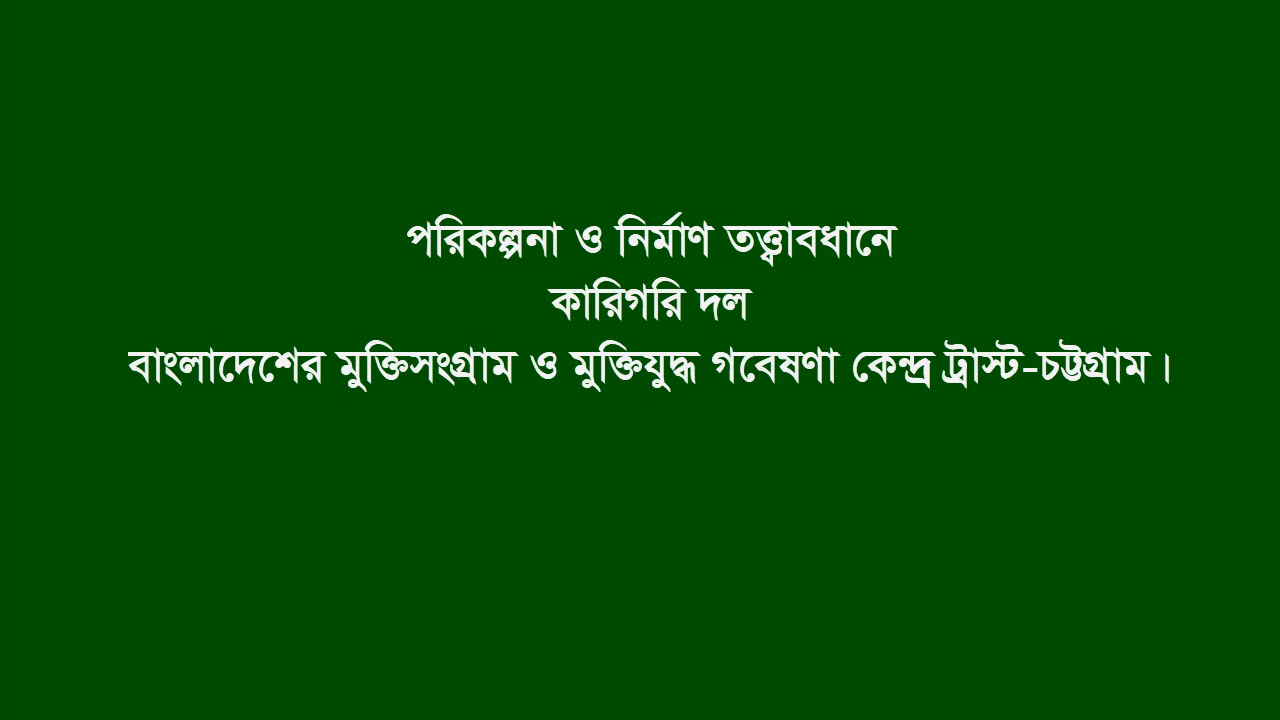 পরিকল্পনা ও নির্মাণ তত্ত্বাবধানে
কারিগরি দল
বাংলাদেশের মুক্তিসংগ্রাম ও মুক্তিযুদ্ধ গবেষণা কেন্দ্র ট্রাস্ট-চট্টগ্রাম।